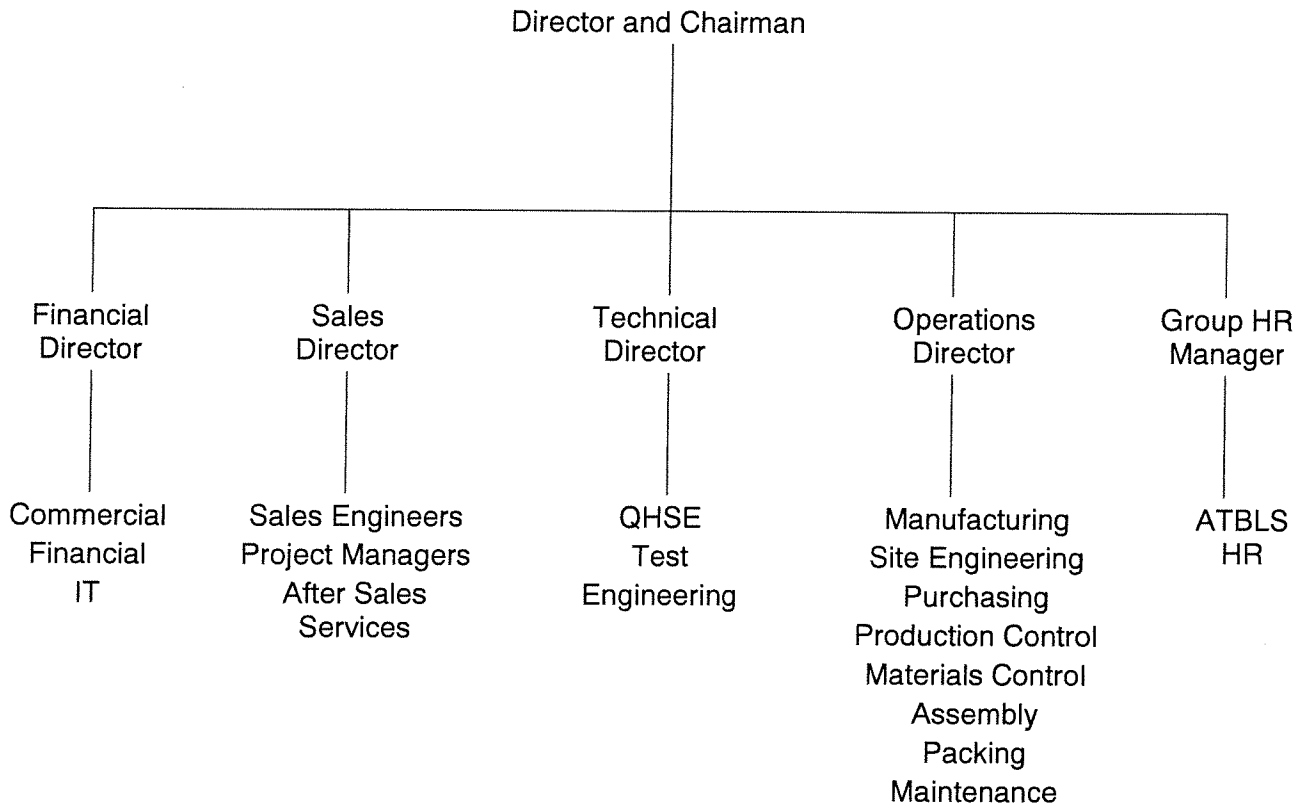 Director and Chairman
Financial
Director
Sales
Director
Technical
Director
Operations
Director
Group HR
Manager
Commercial
Financial
IT
Sales Engineers
Project Managers
After Sales
Services
QHSE
Test
Engineering
Manufacturing
Site Engineering
Purchasing
Production Control
Materials Control
Assembly
Packing
Maintenance
ATBLS
HR